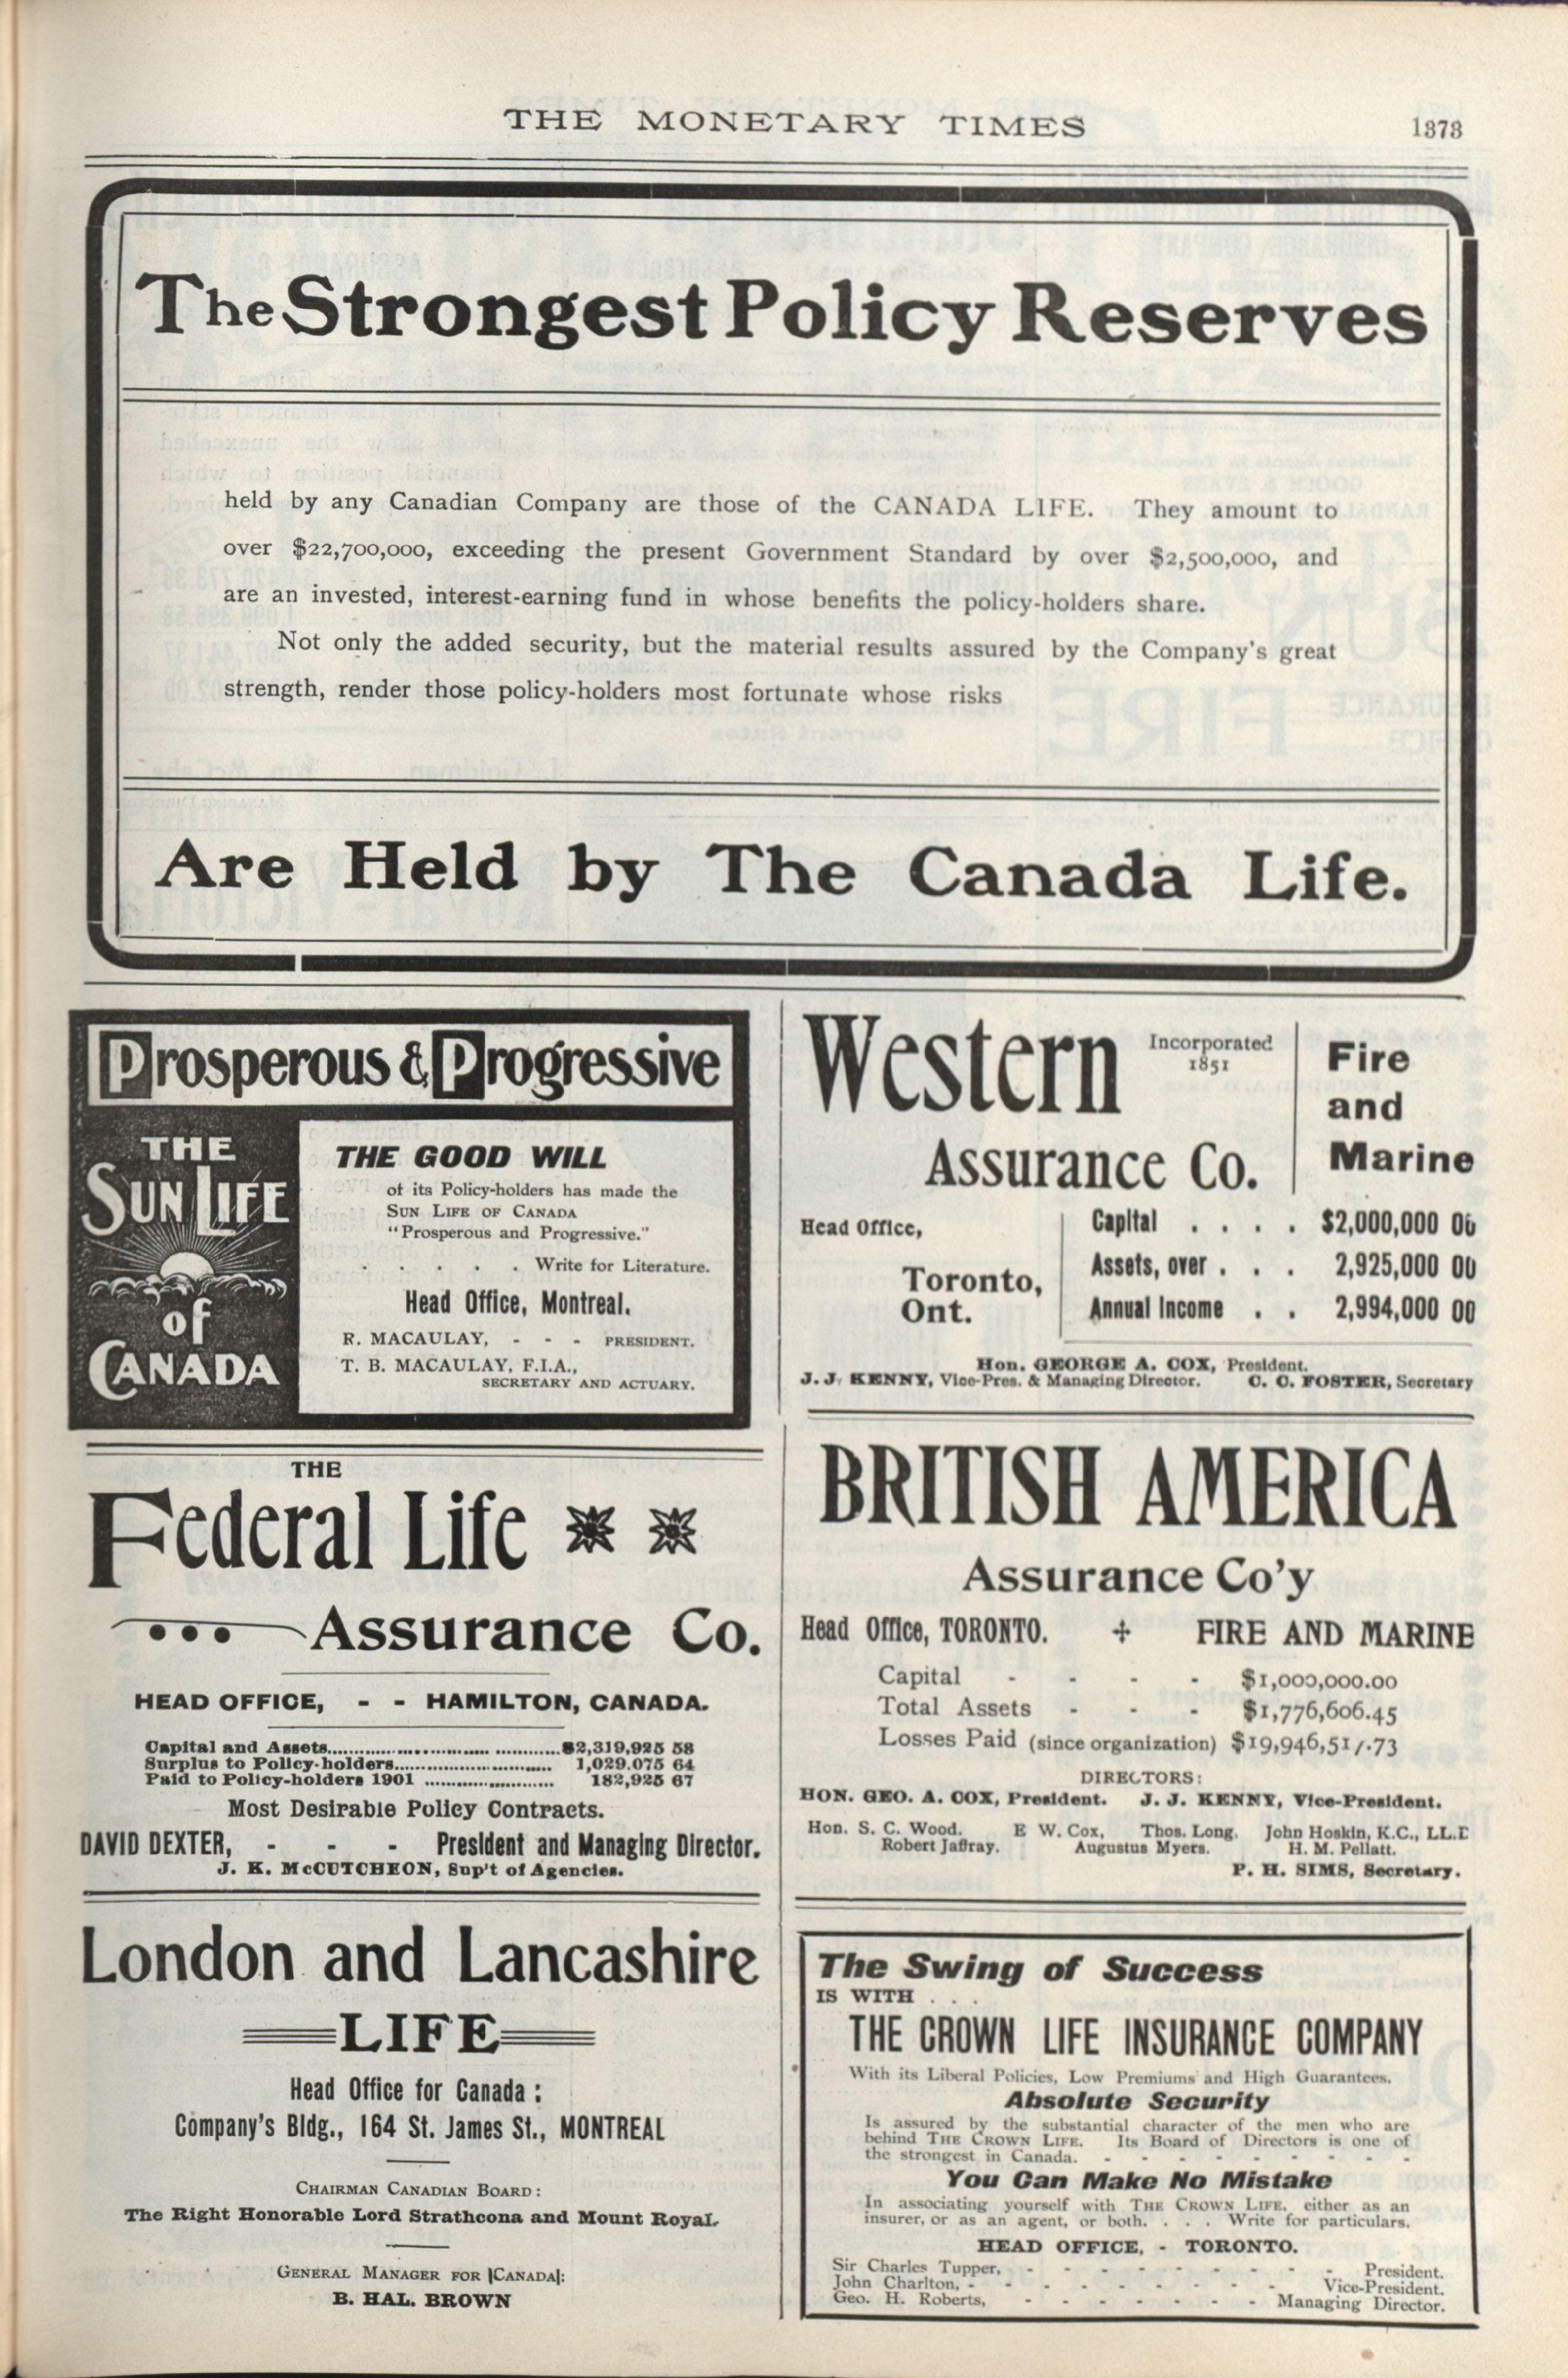 THE MONETARY TIMES 1373
The Strongest Policy Reserves
held by any Canadian Company are those of the CANADA LIFE. They amount to
over $22,700,000, exceeding the present Government Standard by over $2,500,000, and
are an invested, interest-earning fund in whose benefits the policy-holders share.
Not only the added security, but the material results assured by the Company's great
strength, render those policy-holders most fortunate whose risks
Are Held by The Canada Life.
Prosperous & Progressive
THE
SUN LIFE
of
CANADA
THE GOOD WILL
of its Policy-holders has made the
SUN LIFE OF CANADA
"Prosperous and Progressive."
. . . . . Write for Literature.
Head Office, Montreal.
R. MACAULAY, - - - PRESIDENT.
T. B. MACAULAY, F.I.A.,
SECRETARY AND ACTUARY.
Western
Incorporated
1851
Assurance Co.
Fire
and
Marine
Head Office,
Toronto,
Ont.
Capital . . . . $2,000,000 00
Assets, over . . . 2,925,000 00
Annual Income . . 2,994,000 00
Hon. GEORGE A. COX, President.
J. J. KENNY, Vice-Pres. & Managing Director. C. C. FOSTER, Secretary
THE
Federal Life
... Assurance Co.
HEAD OFFICE, - - HAMILTON, CANADA.
Capital and Assets.................................................$2,319,925 58
Surplus to Policy-holders.................................. 1,029.075 64
Paid to Policy-holders 1901 ............................ 182,925 67
Most Desirable Policy Contracts.
DAVID DEXTER, - - - President and Managing Director.
J. K. McCUTCHEON, Sup't of Agencies.
BRITISH AMERICA
Assurance Co'y
Head Office, TORONTO. ✢ FIRE AND MARINE
Capital - - - - $1,000,000.00
Total Assets - - - $1,776,606.45
Losses Paid (since organization) $19,946,517.73
DIRECTORS:
HON. GEO. A. COX, President. J. J. KENNY, Vice-President.
Hon. S. C. Wood. E W. Cox, Thos. Long, John Hoskin, K.C., LL.D
Robert Jaffray. Augustus Myers. H. M. Pellatt.
P. H. SIMS, Secretary.
London and Lancashire
LIFE
Head Office for Canada :
Company's Bldg., 164 St. James St., MONTREAL
CHAIRMAN CANADIAN BOARD :
The Right Honorable Lord Strathcona and Mount Royal.
GENERAL MANAGER FOR |CANADA|:
B. HAL. BROWN
The Swing of Success
IS WITH . . .
THE CROWN LIFE INSURANCE COMPANY
With its Liberal Policies, Low Premiums and High Guarantees.
Absolute Security
Is assured by the substantial character of the men who are
behind THE CROWN LIFE. Its Board of Directors is one of
the strongest in Canada. - - - - - - - - -
You Can Make No Mistake
In associating yourself with THE CROWN LIFE, either as an
insurer, or as an agent, or both. . . . Write for particulars.
HEAD OFFICE, - TORONTO.
Sir Charles Tupper, - - - - - - - - President.
John Charlton, - - - - - - - - - Vice-President.
Geo. H. Roberts, - - - - - - - Managing Director.